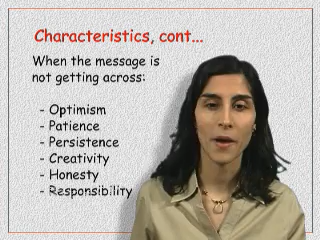 Characteristics, cont...
When the message is
not getting across:
- Optimism
- Patience
- Persistence
- Creativity
- Honesty
- Responsibility